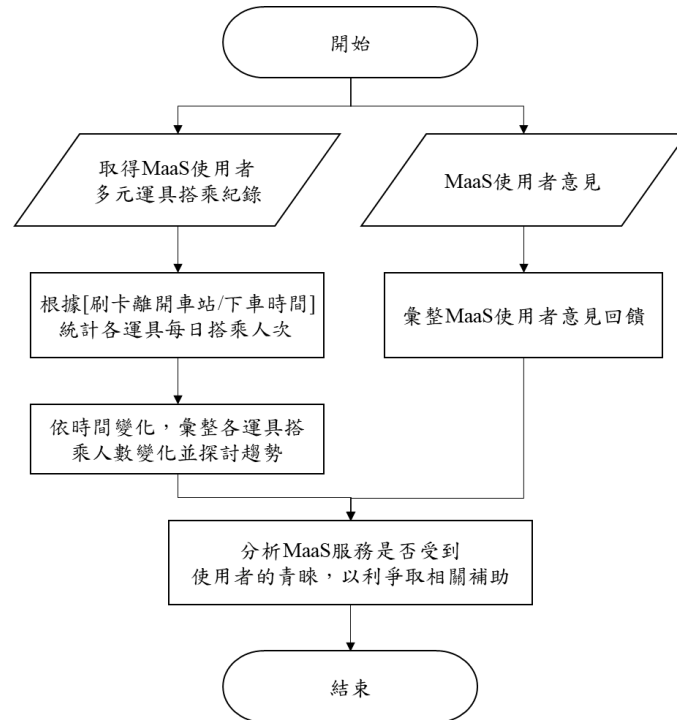 開始
取得MaaS使用者
多元運具搭乘紀錄
MaaS使用者意見
根據[刷卡離開車站/下車時間]
統計各運具每日搭乘人次
彙整MaaS使用者意見回饋
依時間變化，彙整各運具搭
乘人數變化並探討趨勢
分析MaaS服務是否受到
使用者的青睞，以利爭取相關補助
結束